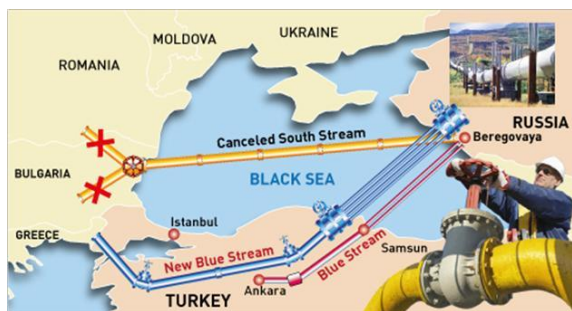 UKRAINE
MOLDOVA
ROMANIA
RUSSIA
Canceled South Stream
Beregovaya
BULGARIA
BLACK SEA
Istanbul
GREECE
New Blue Stream
Blue Stream
Samsun
TURKEY
Ankara